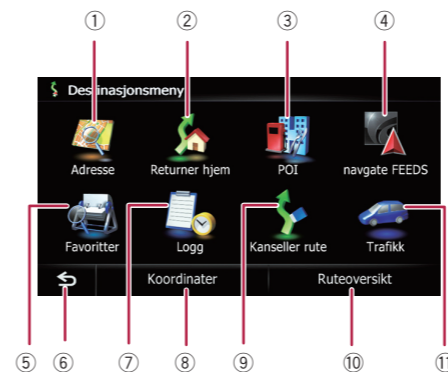 ① ② ③ ④
Destinasjonsmeny
Adresse Returner hjem POI navgate FEEDS
Favoritter Logg Kanseller rute Trafikk
Koordinater Ruteoversikt
⑤ ⑥ ⑦ ⑧ ⑨ ⑩ ⑪